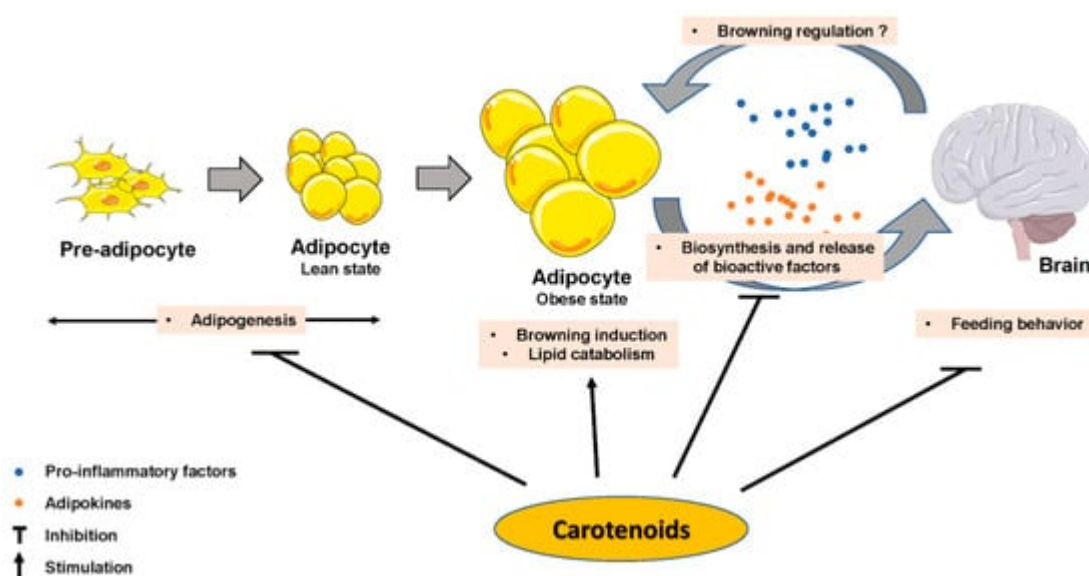 • Browning regulation ?
Pre-adipocyte
Adipocyte
Lean state
Adipocyte
Obese state
• Biosynthesis and release
of bioactive factors
Brain
• Adipogenesis
• Browning induction
• Lipid catabolism
• Feeding behavior
Pro-inflammatory factors
Adipokines
Inhibition
Stimulation
Carotenoids